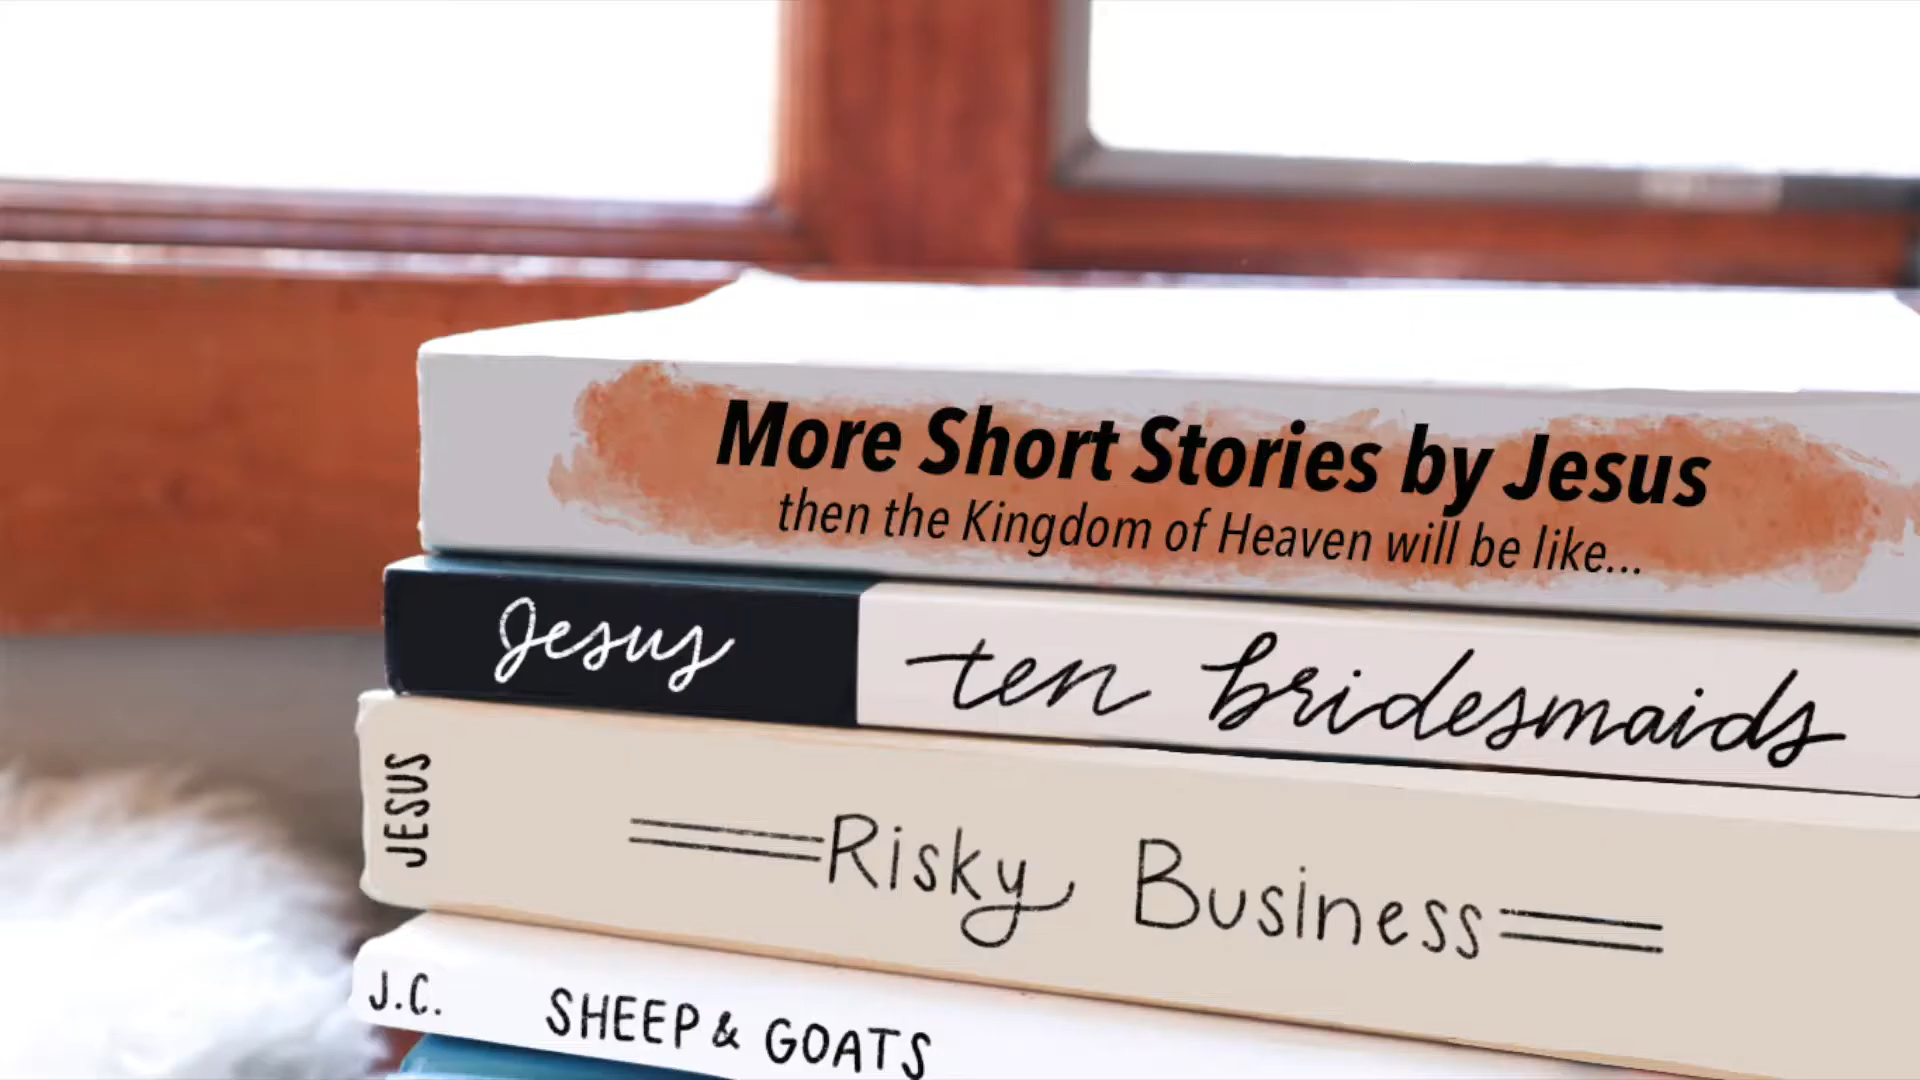 More Short Stories by Jesus
then the Kingdom of Heaven will be like...
Jesus ten bridesmaids
JESUS
Risky Business
J.C. SHEEP & GOATS